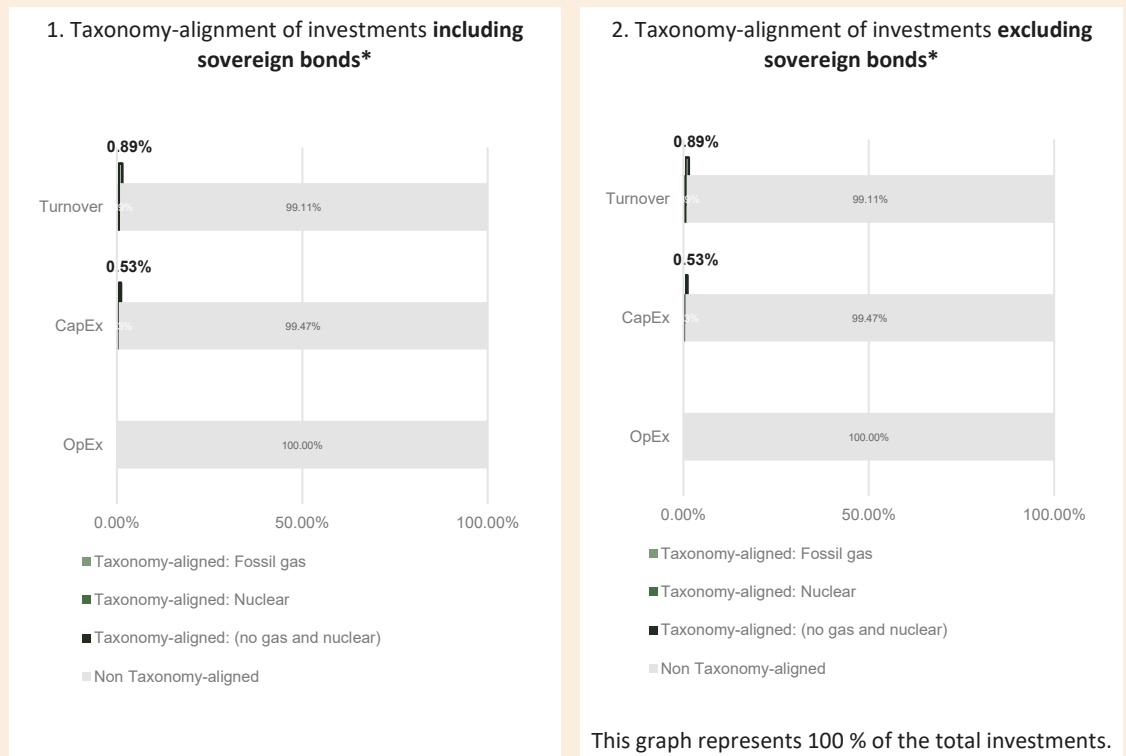 1. Taxonomy-alignment of investments including
sovereign bonds*
0.89%
Turnover
99.11%
0.53%
CapEx
99.47%
OpEx
100.00%
0.00%
50.00%
100.00%
Taxonomy-aligned: Fossil gas
Taxonomy-aligned: Nuclear
Taxonomy-aligned: (no gas and nuclear)
Non Taxonomy-aligned
2. Taxonomy-alignment of investments excluding
sovereign bonds*
0.89%
Turnover
99.11%
0.53%
CapEx
99.47%
OpEx
100.00%
0.00%
50.00%
100.00%
Taxonomy-aligned: Fossil gas
Taxonomy-aligned: Nuclear
Taxonomy-aligned: (no gas and nuclear)
Non Taxonomy-aligned
This graph represents 100 % of the total investments.